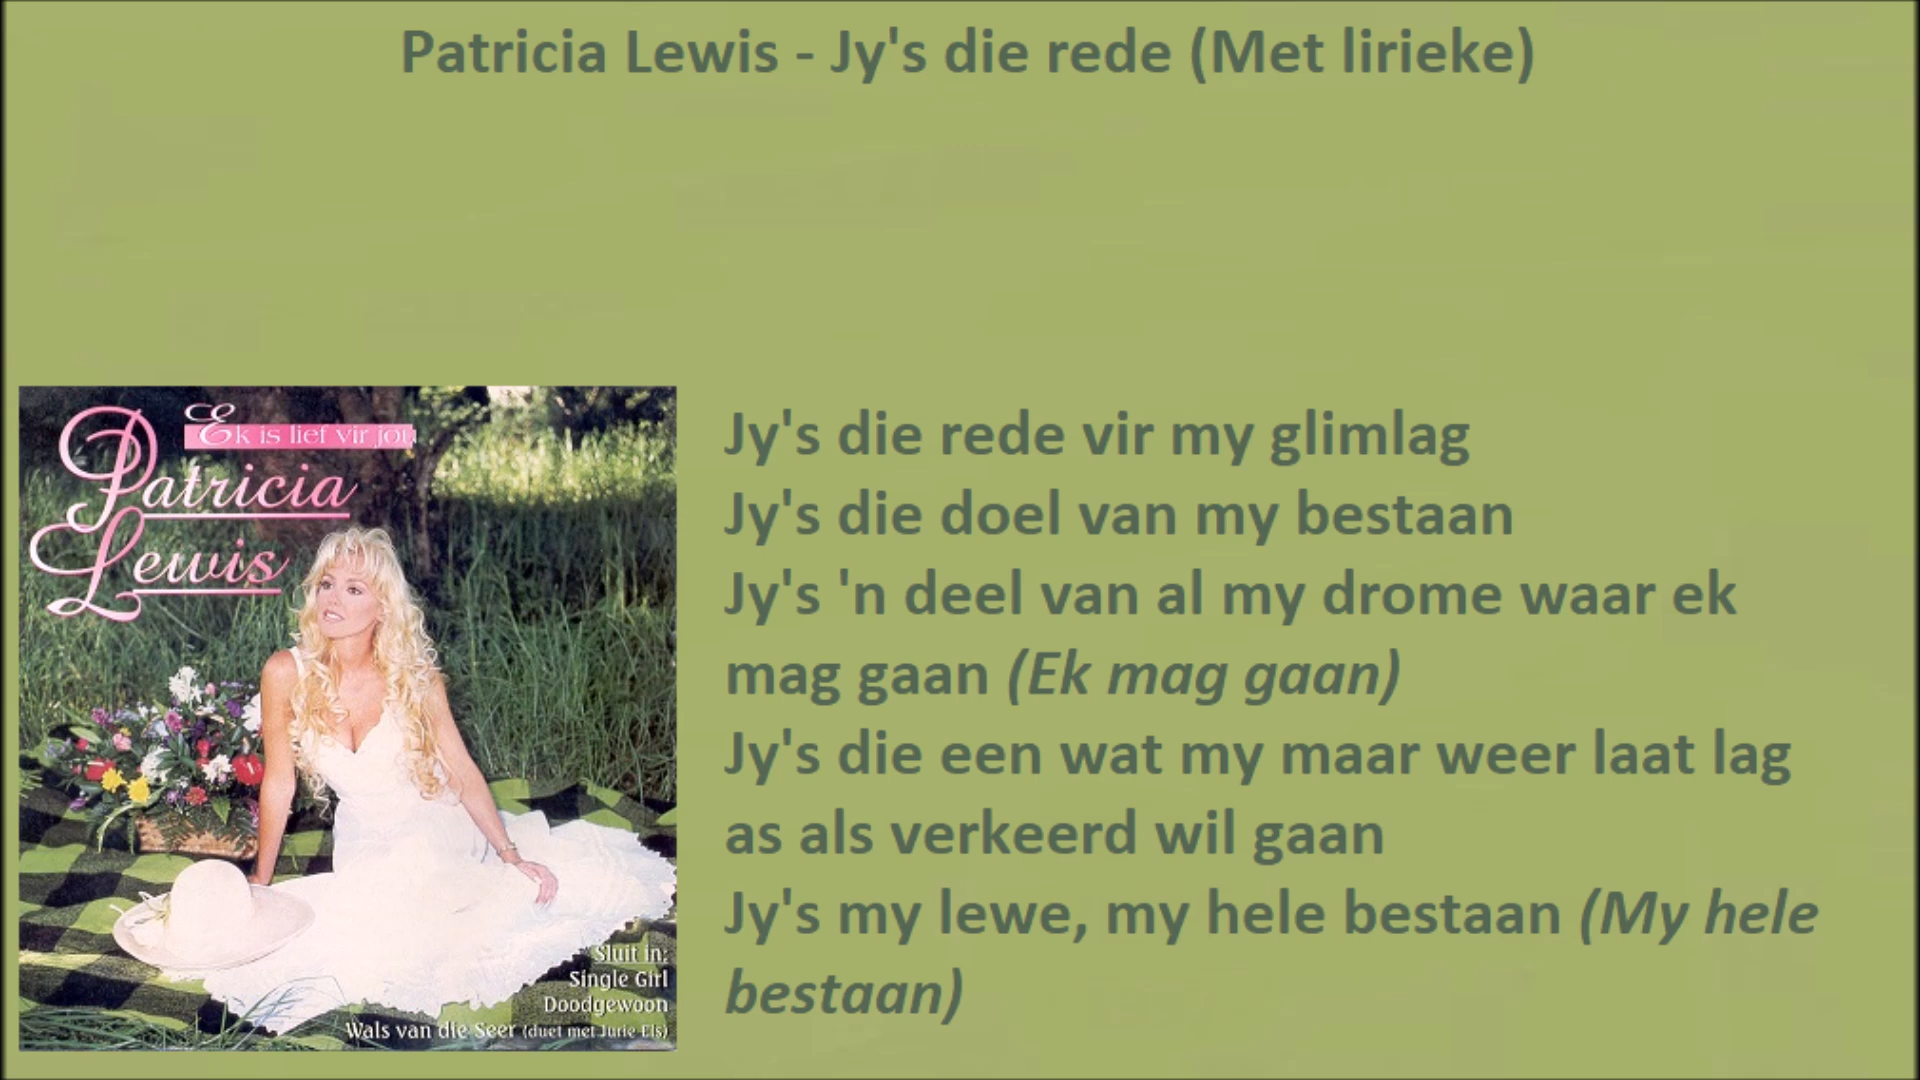 Patricia Lewis - Jy's die rede (Met lirieke)
Ek is lief vir jou
Patricia
Lewis
Sluit in:
Single Girl
Doodgewoon
Wals van die Seer (duet met Jurie Els)
Jy's die rede vir my glimlag
Jy's die doel van my bestaan
Jy's 'n deel van al my drome waar ek
mag gaan (Ek mag gaan)
Jy's die een wat my maar weer laat lag
as als verkeerd wil gaan
Jy's my lewe, my hele bestaan (My hele
bestaan)